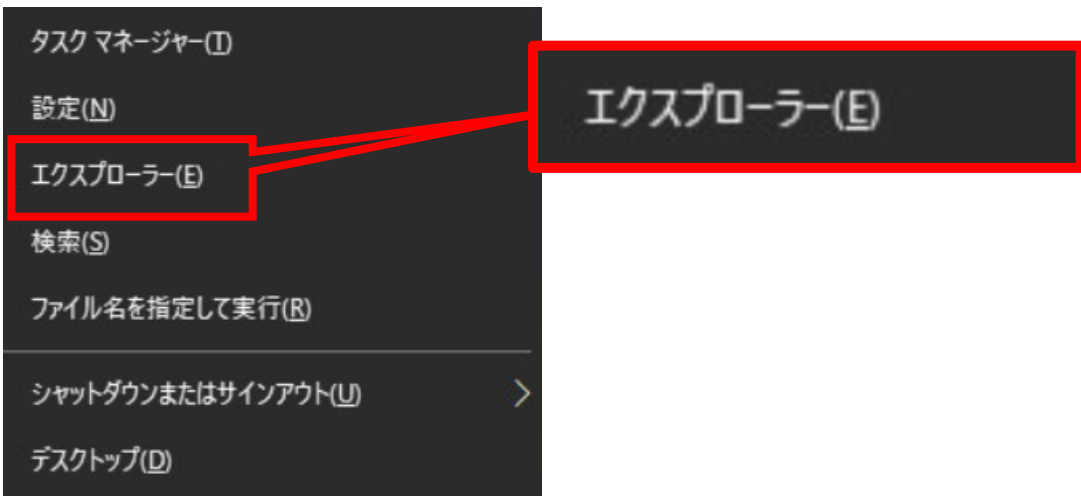 タスク マネージャー(T)
設定(N)
エクスプローラー(E)
エクスプローラー(E)
検索(S)
ファイル名を指定して実行(R)
シャットダウンまたはサインアウト(U)
デスクトップ(D)